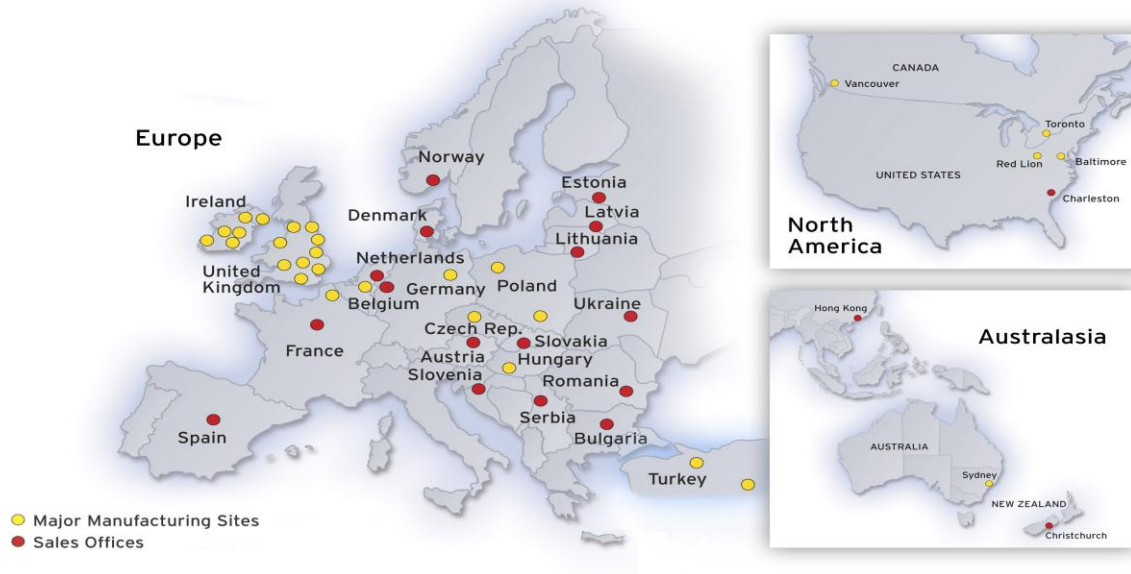 Europe
Norway
Estonia
Ireland
Denmark
Latvia
Lithuania
Netherlands
United
Kingdom
Germany
Poland
Belgium
Ukraine
Czech Rep.
Slovakia
France
Austria
Hungary
Slovenia
Romania
Serbia
Spain
Bulgaria
Turkey
Major Manufacturing Sites
Sales Offices
CANADA
Vancouver
Toronto
Red Lion
Baltimore
UNITED STATES
Charleston
North
America
Hong Kong
Australasia
AUSTRALIA
Sydney
NEW ZEALAND
Christchurch